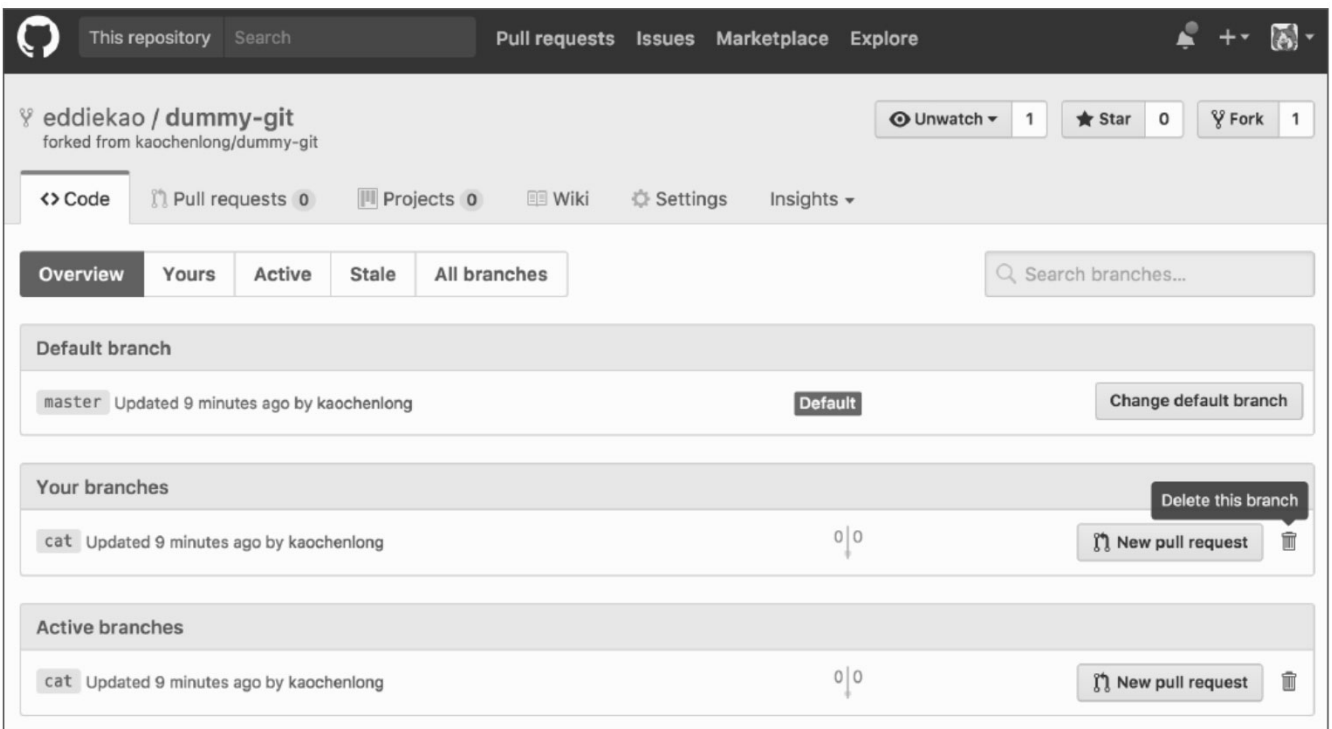 This repository Search Pull requests Issues Marketplace Explore
eddiekao / dummy-git Unwatch 1 Star 0 Fork 1
forked from kaochenlong/dummy-git
Code Pull requests 0 Projects 0 Wiki Settings Insights
Overview Yours Active Stale All branches Search branches...
Default branch
master Updated 9 minutes ago by kaochenlong Default Change default branch
Your branches
Delete this branch
cat Updated 9 minutes ago by kaochenlong 0 0 New pull request
Active branches
cat Updated 9 minutes ago by kaochenlong 0 0 New pull request